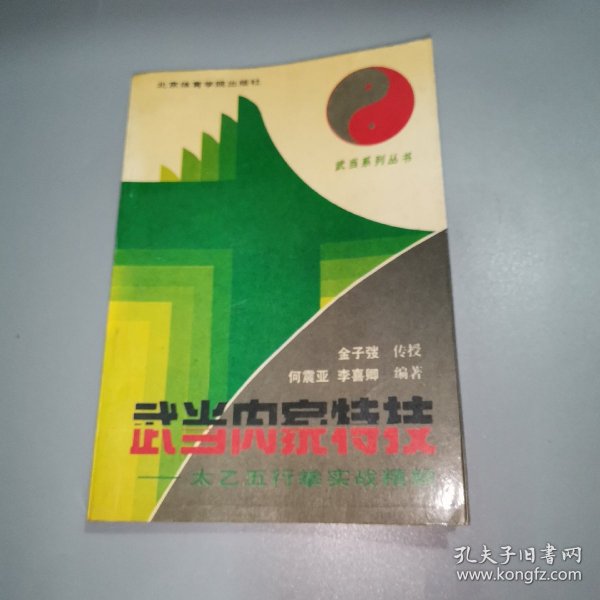 北京体育学院出版社
武当系列丛书
金子弢 传授
何震亚 李喜卿 编著
武当内家特技
——太乙五行拳实战精解
孔夫子旧书网
www.kongfz.com